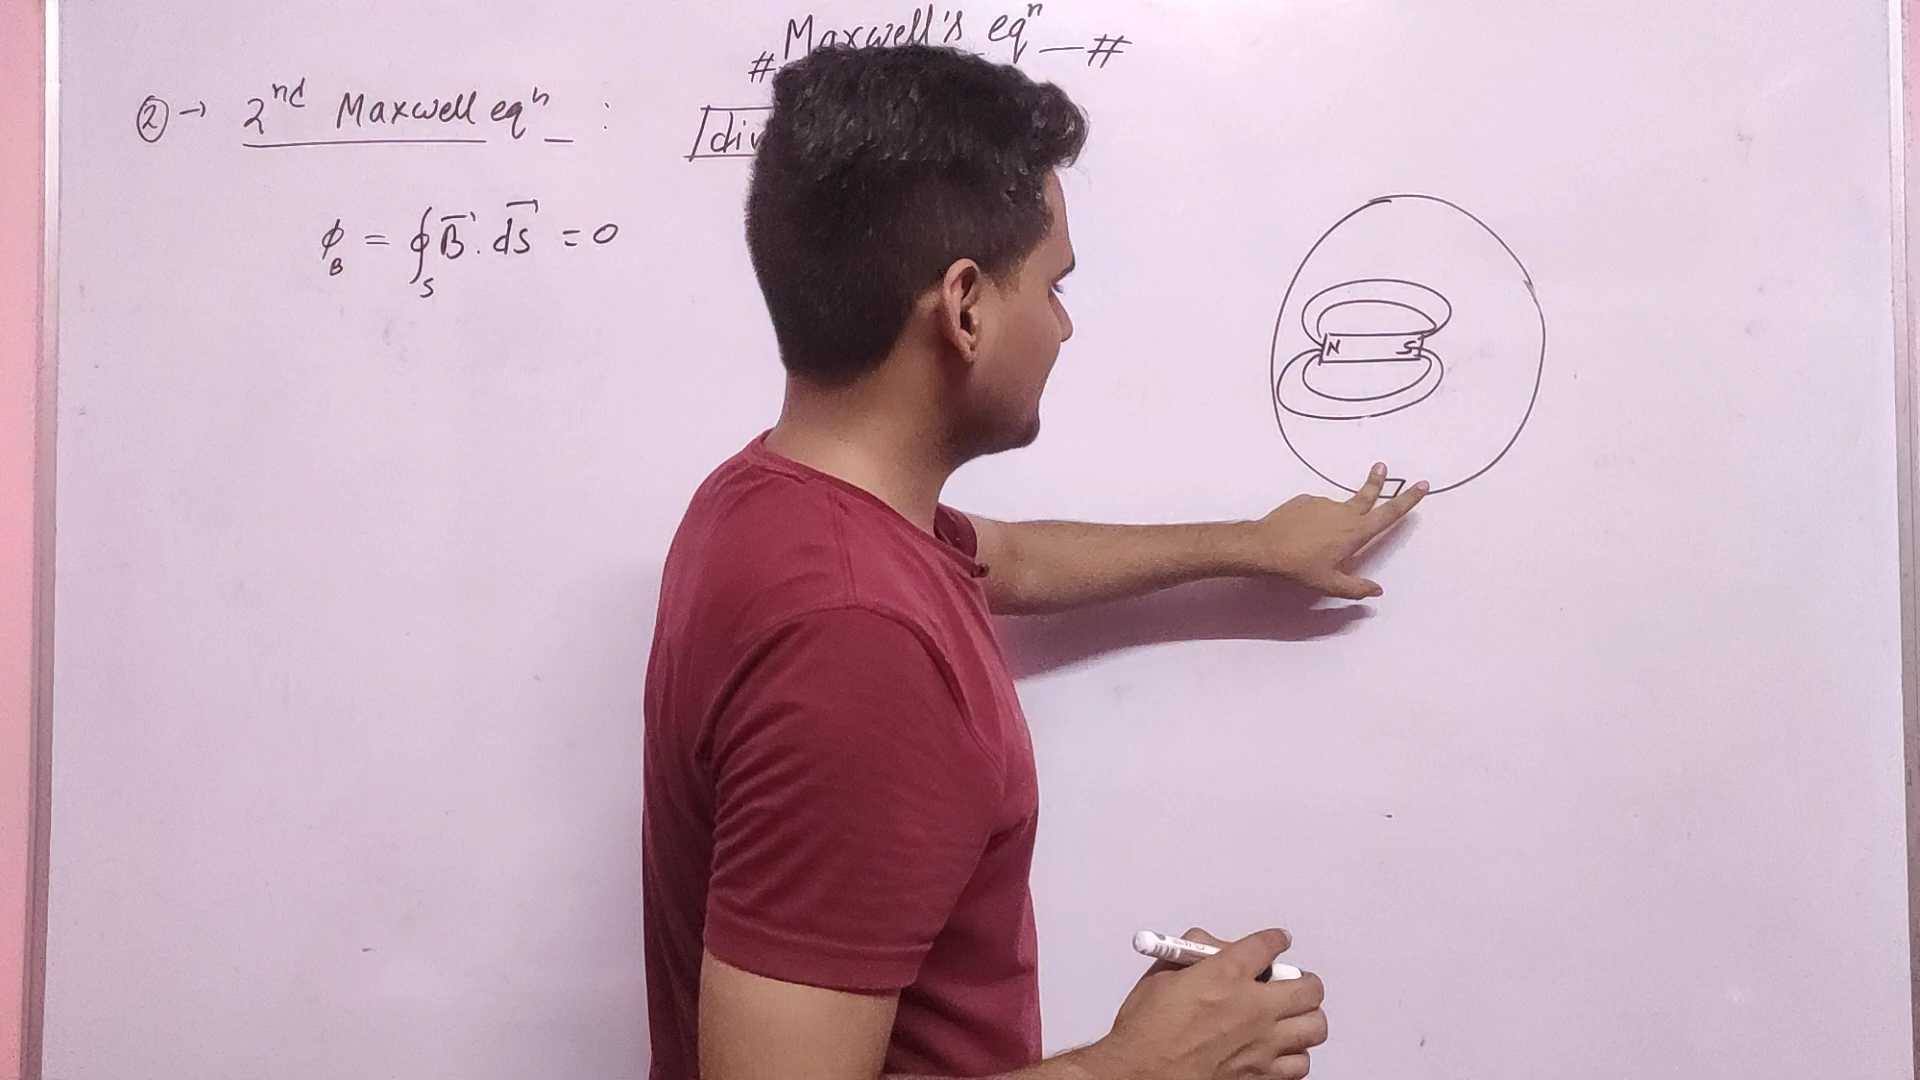 # Maxwell's eqⁿ — #
② → 2ⁿᵈ Maxwell eqⁿ — :
div
ϕ_B = ∮_S B⃗ . ds⃗ = 0
N S